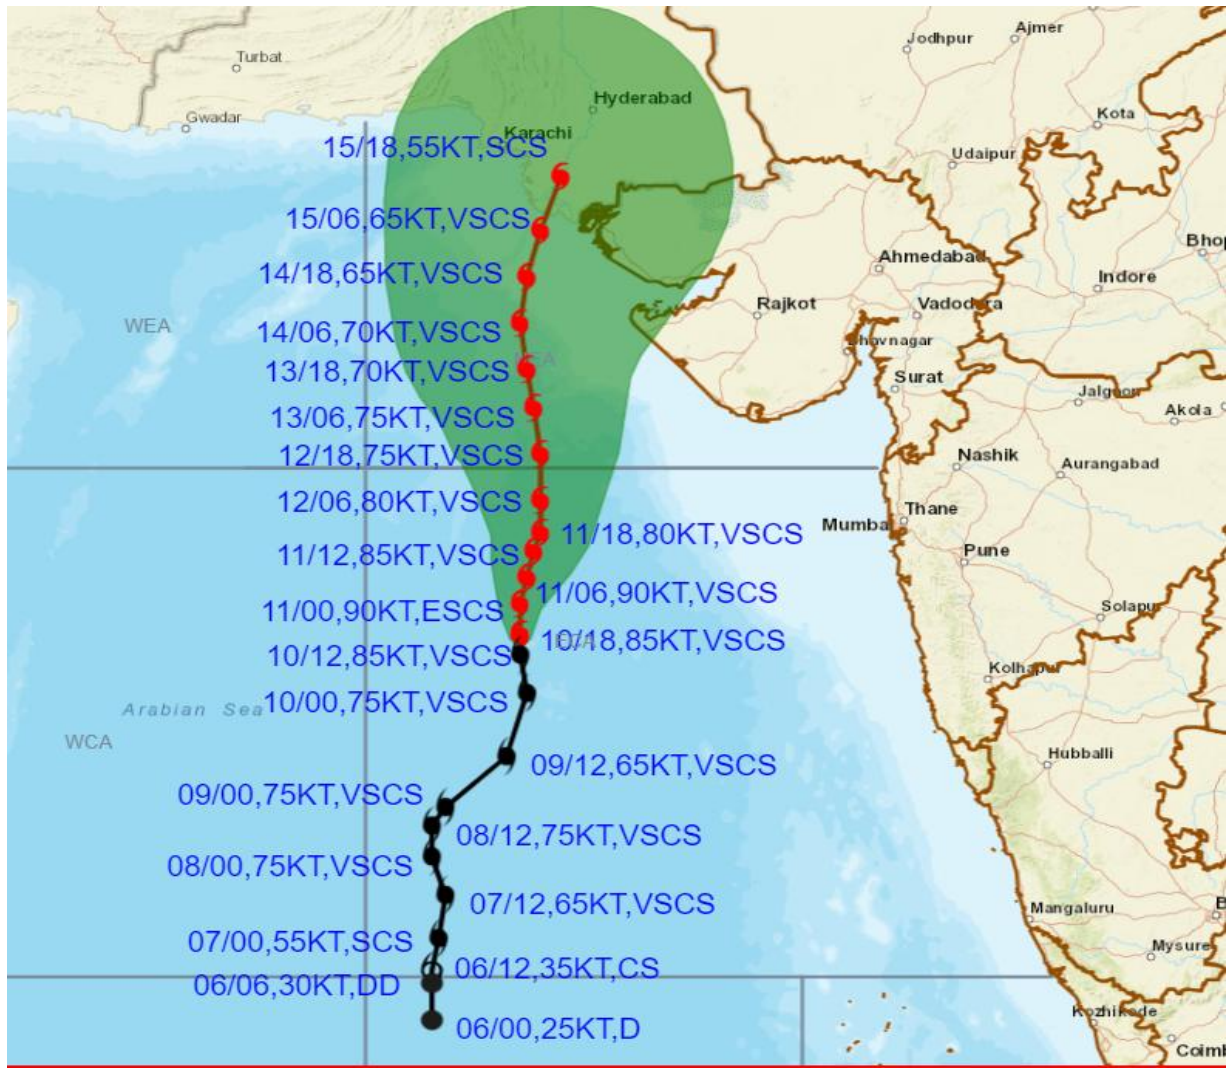 Ajmer
Jodhpur
Turbat
Hyderabad
Kota
Gwadar
Karachi
15/18,55KT,SCS
Udaipur
15/06,65KT,VSCS
Bhop
14/18,65KT,VSCS
Ahmedabad
Indore
Rajkot
Vadodara
WEA
14/06,70KT,VSCS
Bhavnagar
13/18,70KT,VSCS
Surat
Jalgaon
13/06,75KT,VSCS
Akola
12/18,75KT,VSCS
Nashik
Aurangabad
12/06,80KT,VSCS
Thane
Mumbai
11/18,80KT,VSCS
11/12,85KT,VSCS
Pune
11/06,90KT,VSCS
11/00,90KT,ESCS
Solapur
10/18,85KT,VSCS
10/12,85KT,VSCS
Kolhapur
10/00,75KT,VSCS
Arabian Sea
WCA
Hubballi
09/12,65KT,VSCS
09/00,75KT,VSCS
08/12,75KT,VSCS
08/00,75KT,VSCS
07/12,65KT,VSCS
Mangaluru
B
07/00,55KT,SCS
Mysure
06/12,35KT,CS
06/06,30KT,DD
Kozhikode
06/00,25KT,D
Coimb